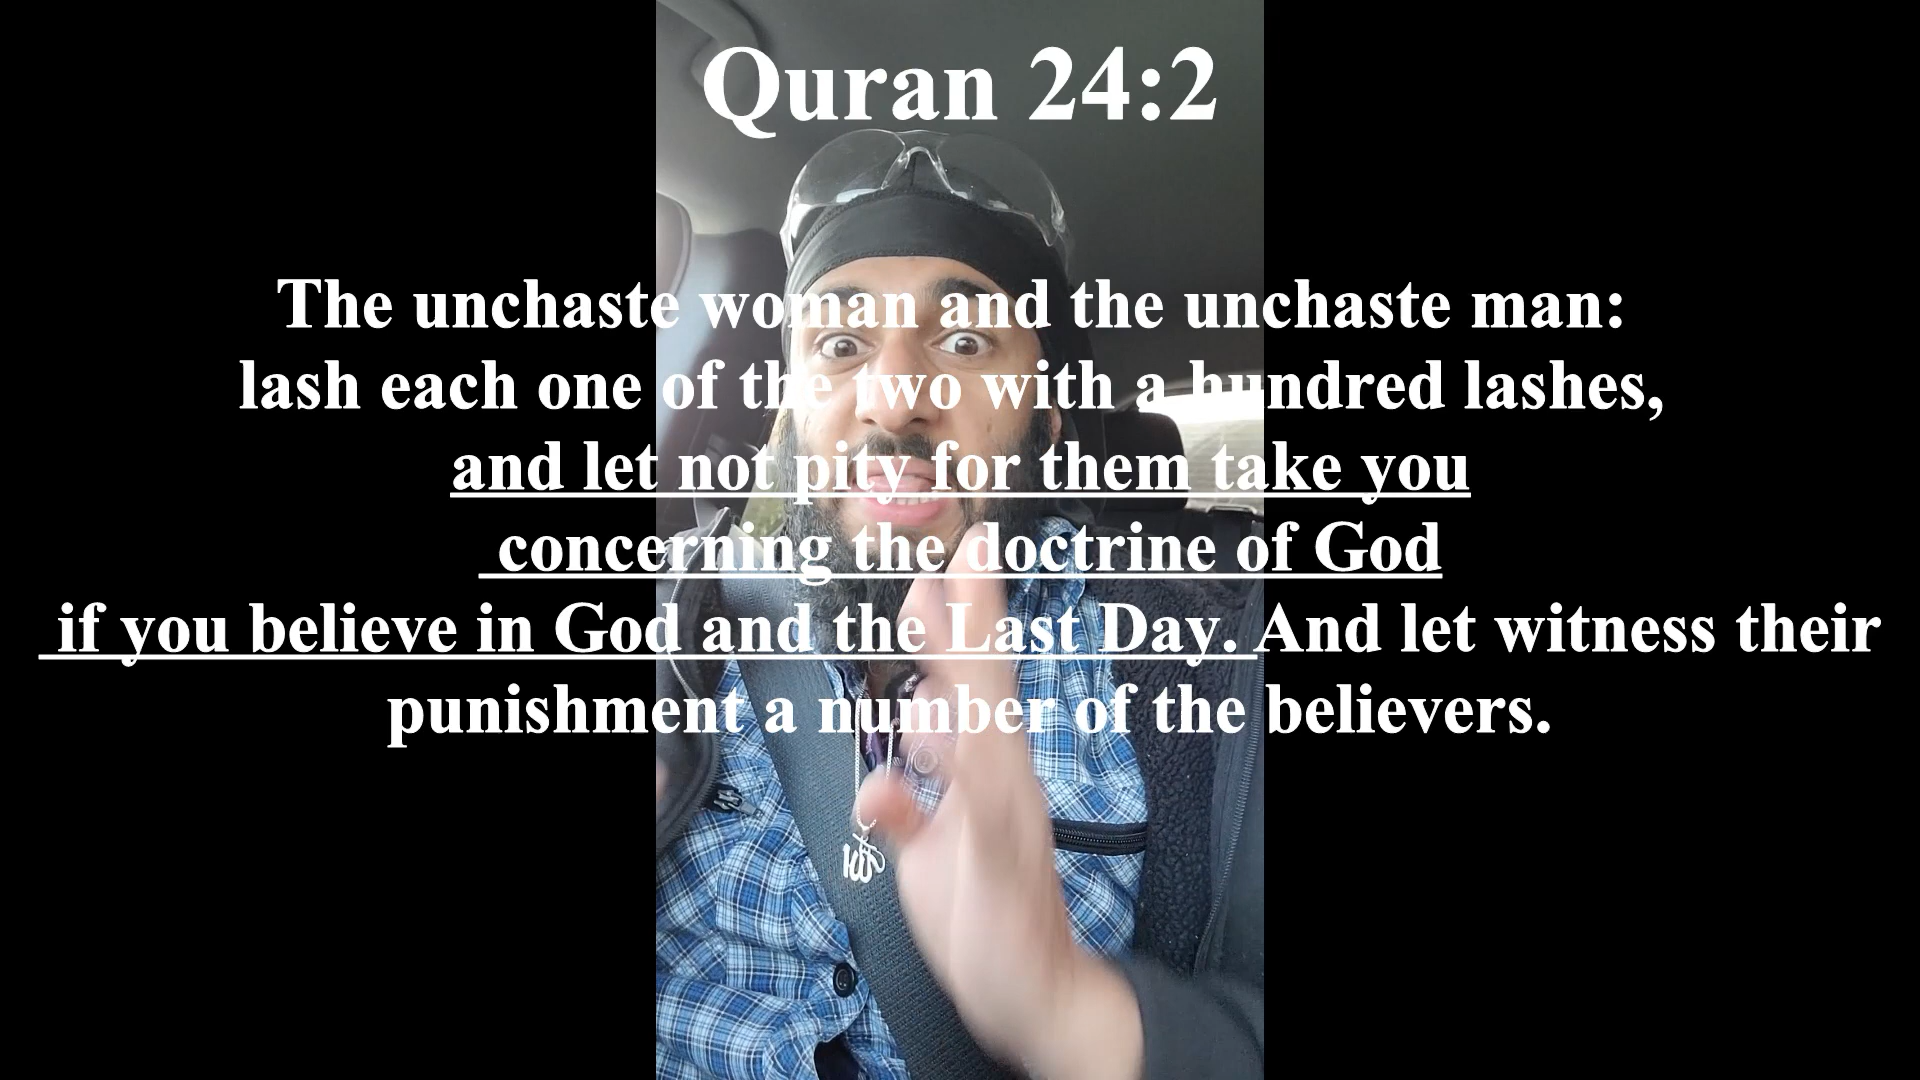 Quran 24:2
The unchaste woman and the unchaste man:
lash each one of the two with a hundred lashes,
and let not pity for them take you
concerning the doctrine of God
if you believe in God and the Last Day. And let witness their
punishment a number of the believers.
الله